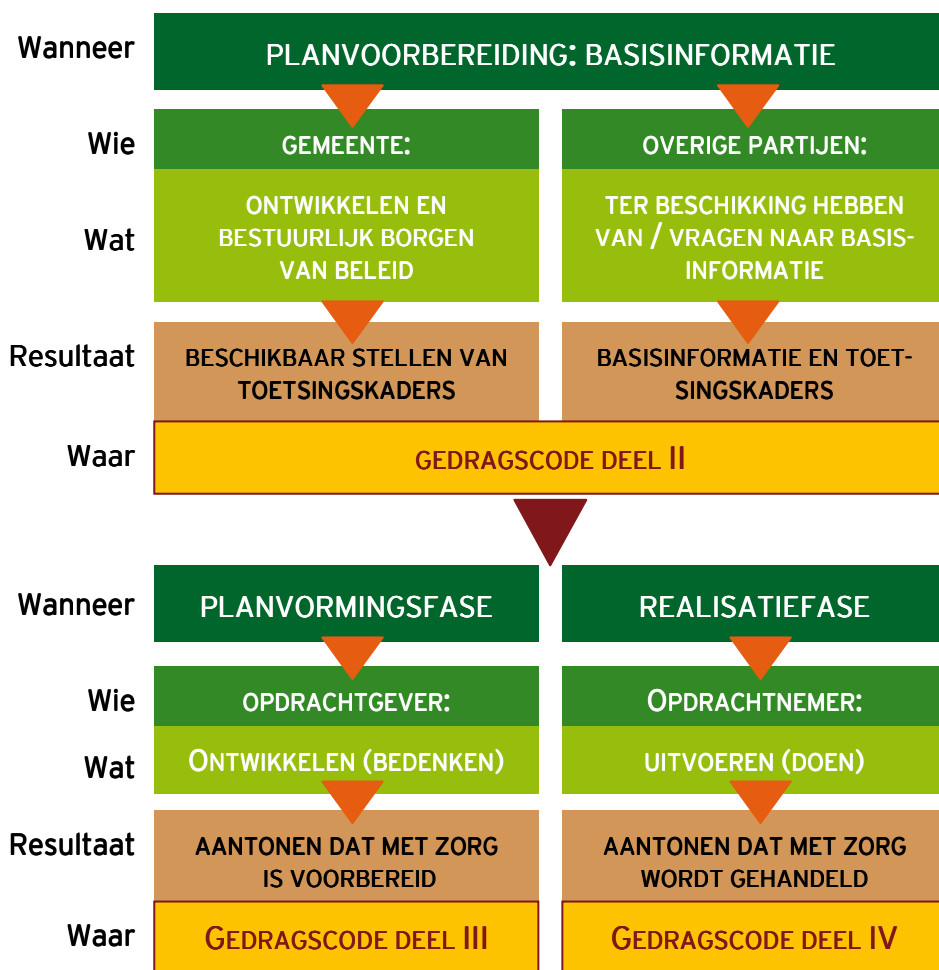 Wanneer
PLANVOORBEREIDING: BASISINFORMATIE
Wie
GEMEENTE:
OVERIGE PARTIJEN:
Wat
ONTWIKKELEN EN
BESTUURLIJK BORGEN
VAN BELEID
TER BESCHIKKING HEBBEN
VAN / VRAGEN NAAR BASIS-
INFORMATIE
Resultaat
BESCHIKBAAR STELLEN VAN
TOETSINGSKADERS
BASISINFORMATIE EN TOET-
SINGSKADERS
Waar
GEDRAGSCODE DEEL II
Wanneer
PLANVORMINGSFASE
REALISATIEFASE
Wie
OPDRACHTGEVER:
OPDRACHTNEMER:
Wat
ONTWIKKELEN (BEDENKEN)
UITVOEREN (DOEN)
Resultaat
AANTONEN DAT MET ZORG
IS VOORBEREID
AANTONEN DAT MET ZORG
WORDT GEHANDELD
Waar
GEDRAGSCODE DEEL III
GEDRAGSCODE DEEL IV